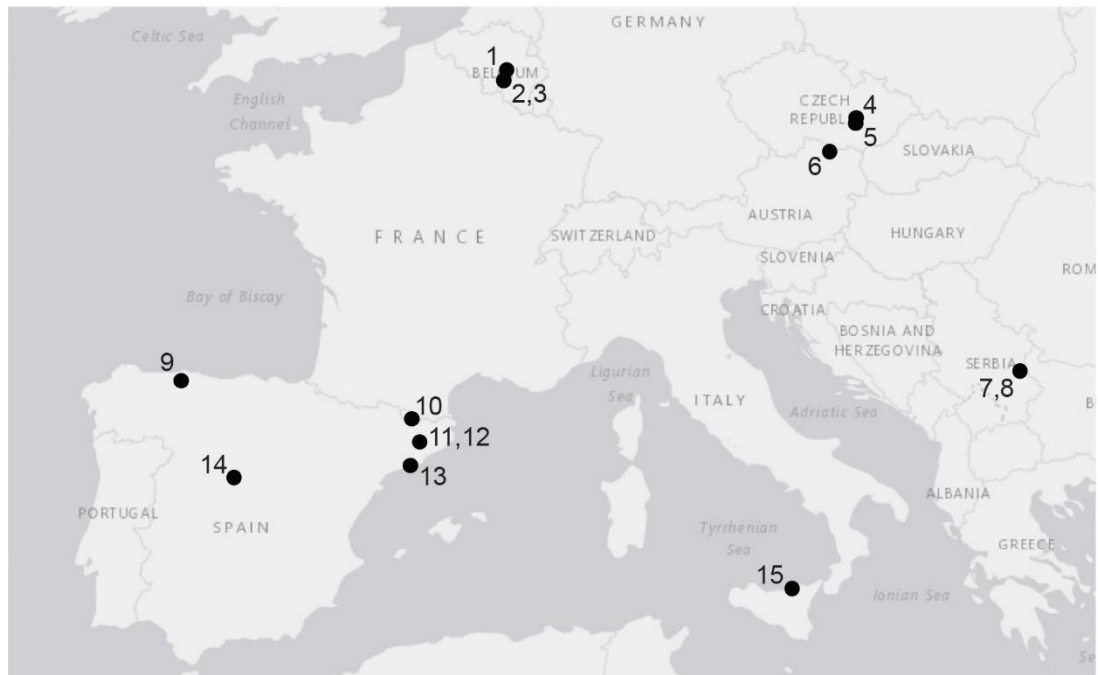 GERMANY
Celtic Sea
1
BELGIUM
2,3
English
Channel
CZECH
REPUBL
4
5
6
SLOVAKIA
AUSTRIA
FRANCE
SWITZERLAND
HUNGARY
SLOVENIA
ROM
Bay of Biscay
CROATIA
BOSNIA AND
HERZEGOVINA
SERBIA
7,8
9
Ligurian
Sea
ITALY
B
10
Adriatic Sea
11,12
13
14
ALBANIA
PORTUGAL
SPAIN
Tyrrhenian
Sea
GREECE
15
Ionian Sea
Se